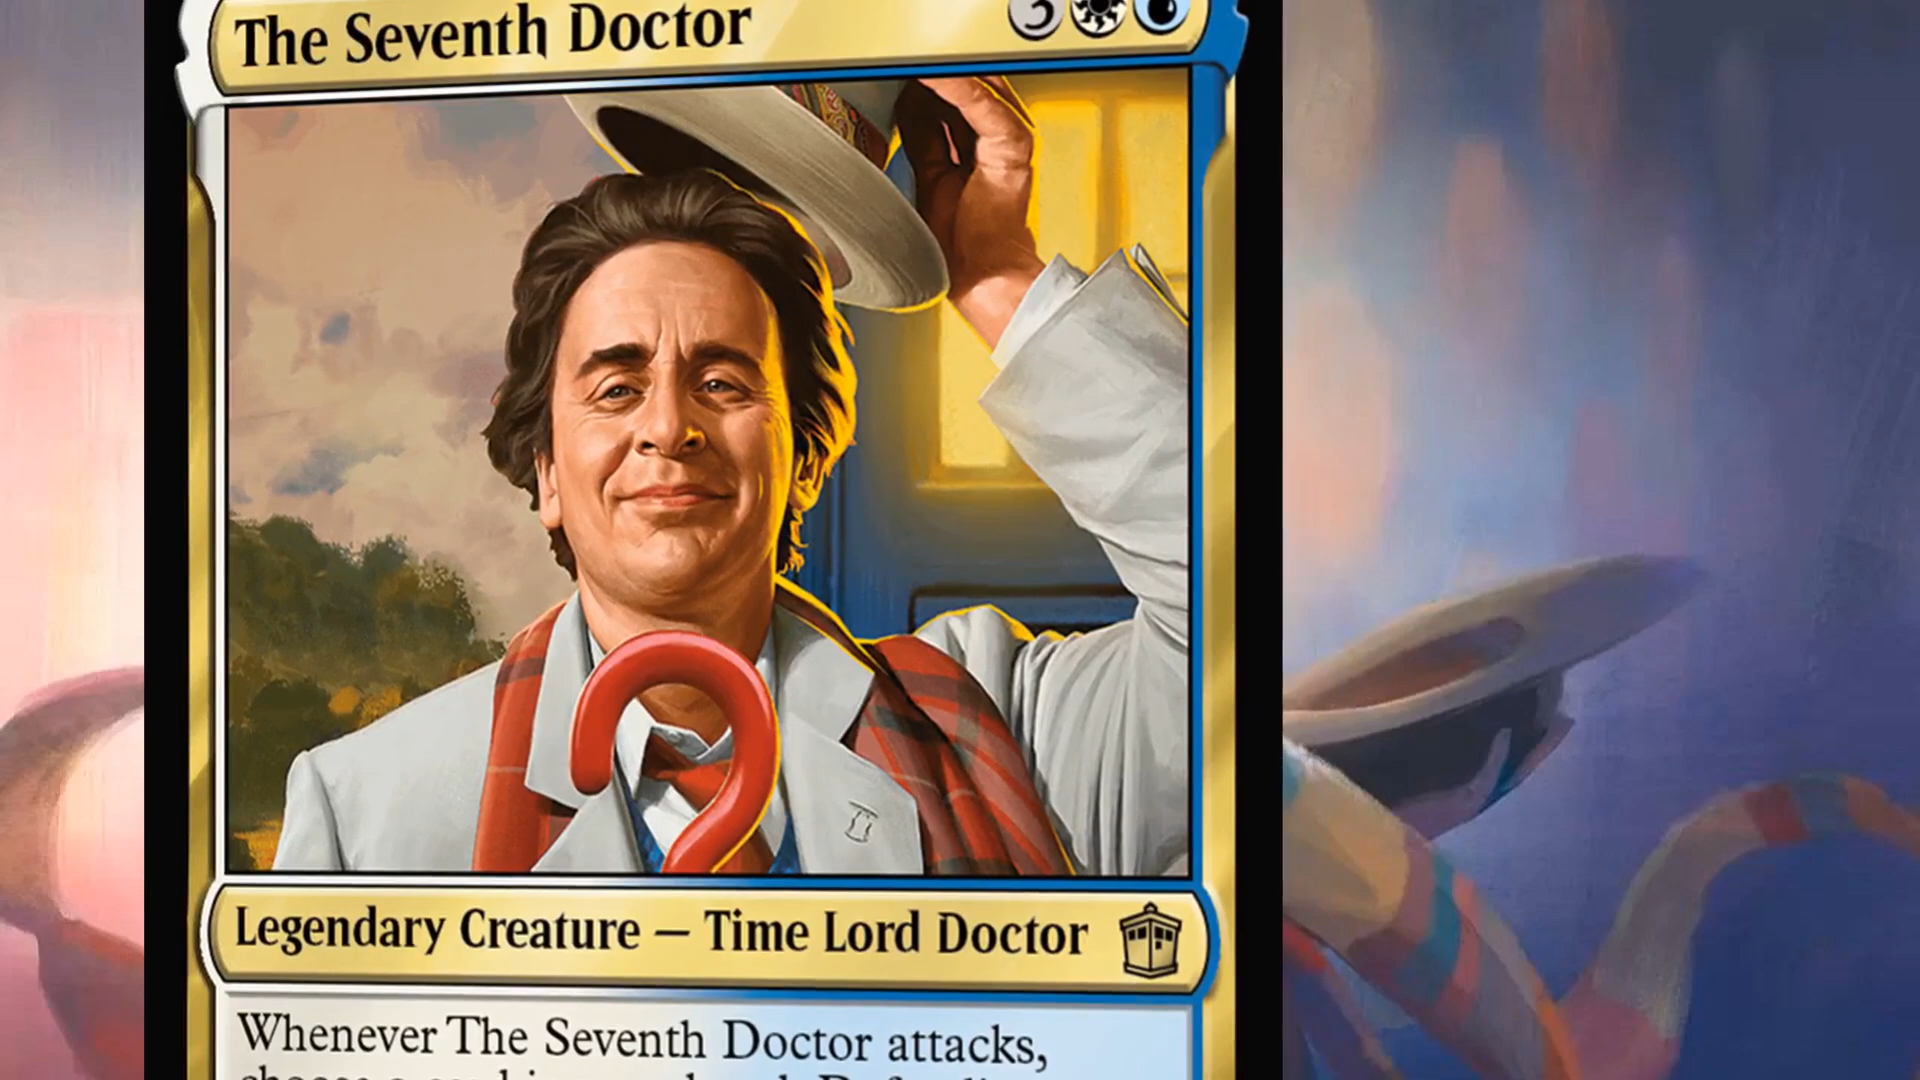 The Seventh Doctor 3
Legendary Creature — Time Lord Doctor
Whenever The Seventh Doctor attacks,